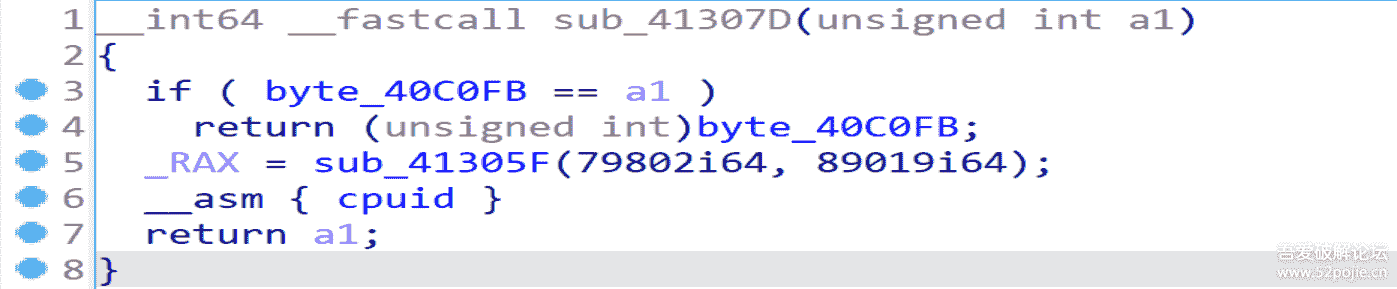 1 __int64 __fastcall sub_41307D(unsigned int a1)
2 {
3 if ( byte_40C0FB == a1 )
4 return (unsigned int)byte_40C0FB;
5 _RAX = sub_41305F(79802i64, 89019i64);
6 __asm { cpuid }
7 return a1;
8 }
吾爱破解论坛
www.52pojie.cn